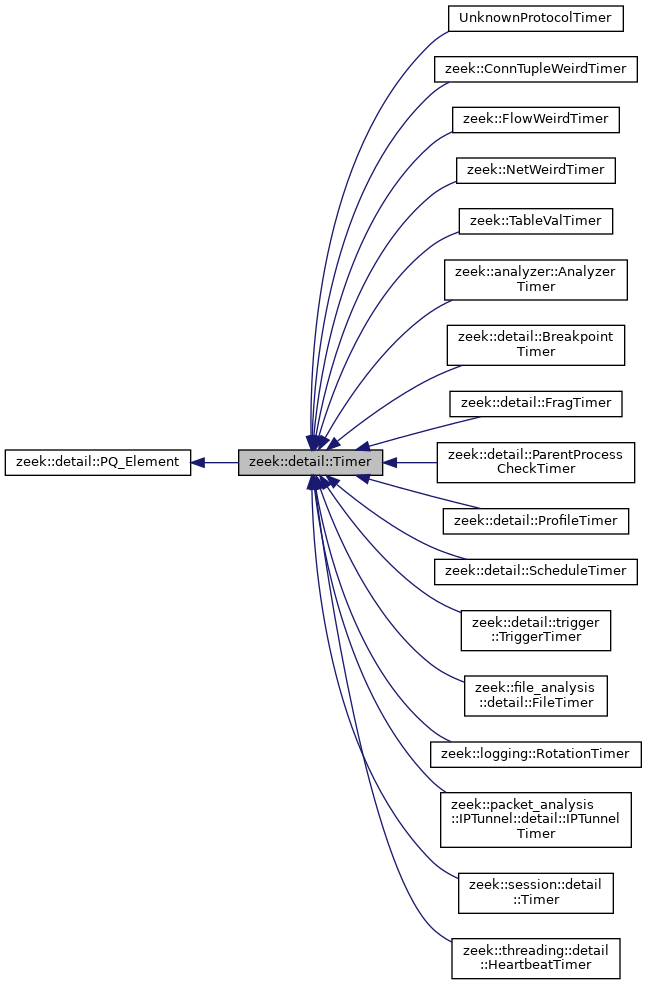 UnknownProtocolTimer
zeek::ConnTupleWeirdTimer
zeek::FlowWeirdTimer
zeek::NetWeirdTimer
zeek::TableValTimer
zeek::analyzer::Analyzer
Timer
zeek::detail::Breakpoint
Timer
zeek::detail::FragTimer
zeek::detail::PQ_Element
zeek::detail::Timer
zeek::detail::ParentProcess
CheckTimer
zeek::detail::ProfileTimer
zeek::detail::ScheduleTimer
zeek::detail::trigger
::TriggerTimer
zeek::file_analysis
::detail::FileTimer
zeek::logging::RotationTimer
zeek::packet_analysis
::IPTunnel::detail::IPTunnel
Timer
zeek::session::detail
::Timer
zeek::threading::detail
::HeartbeatTimer